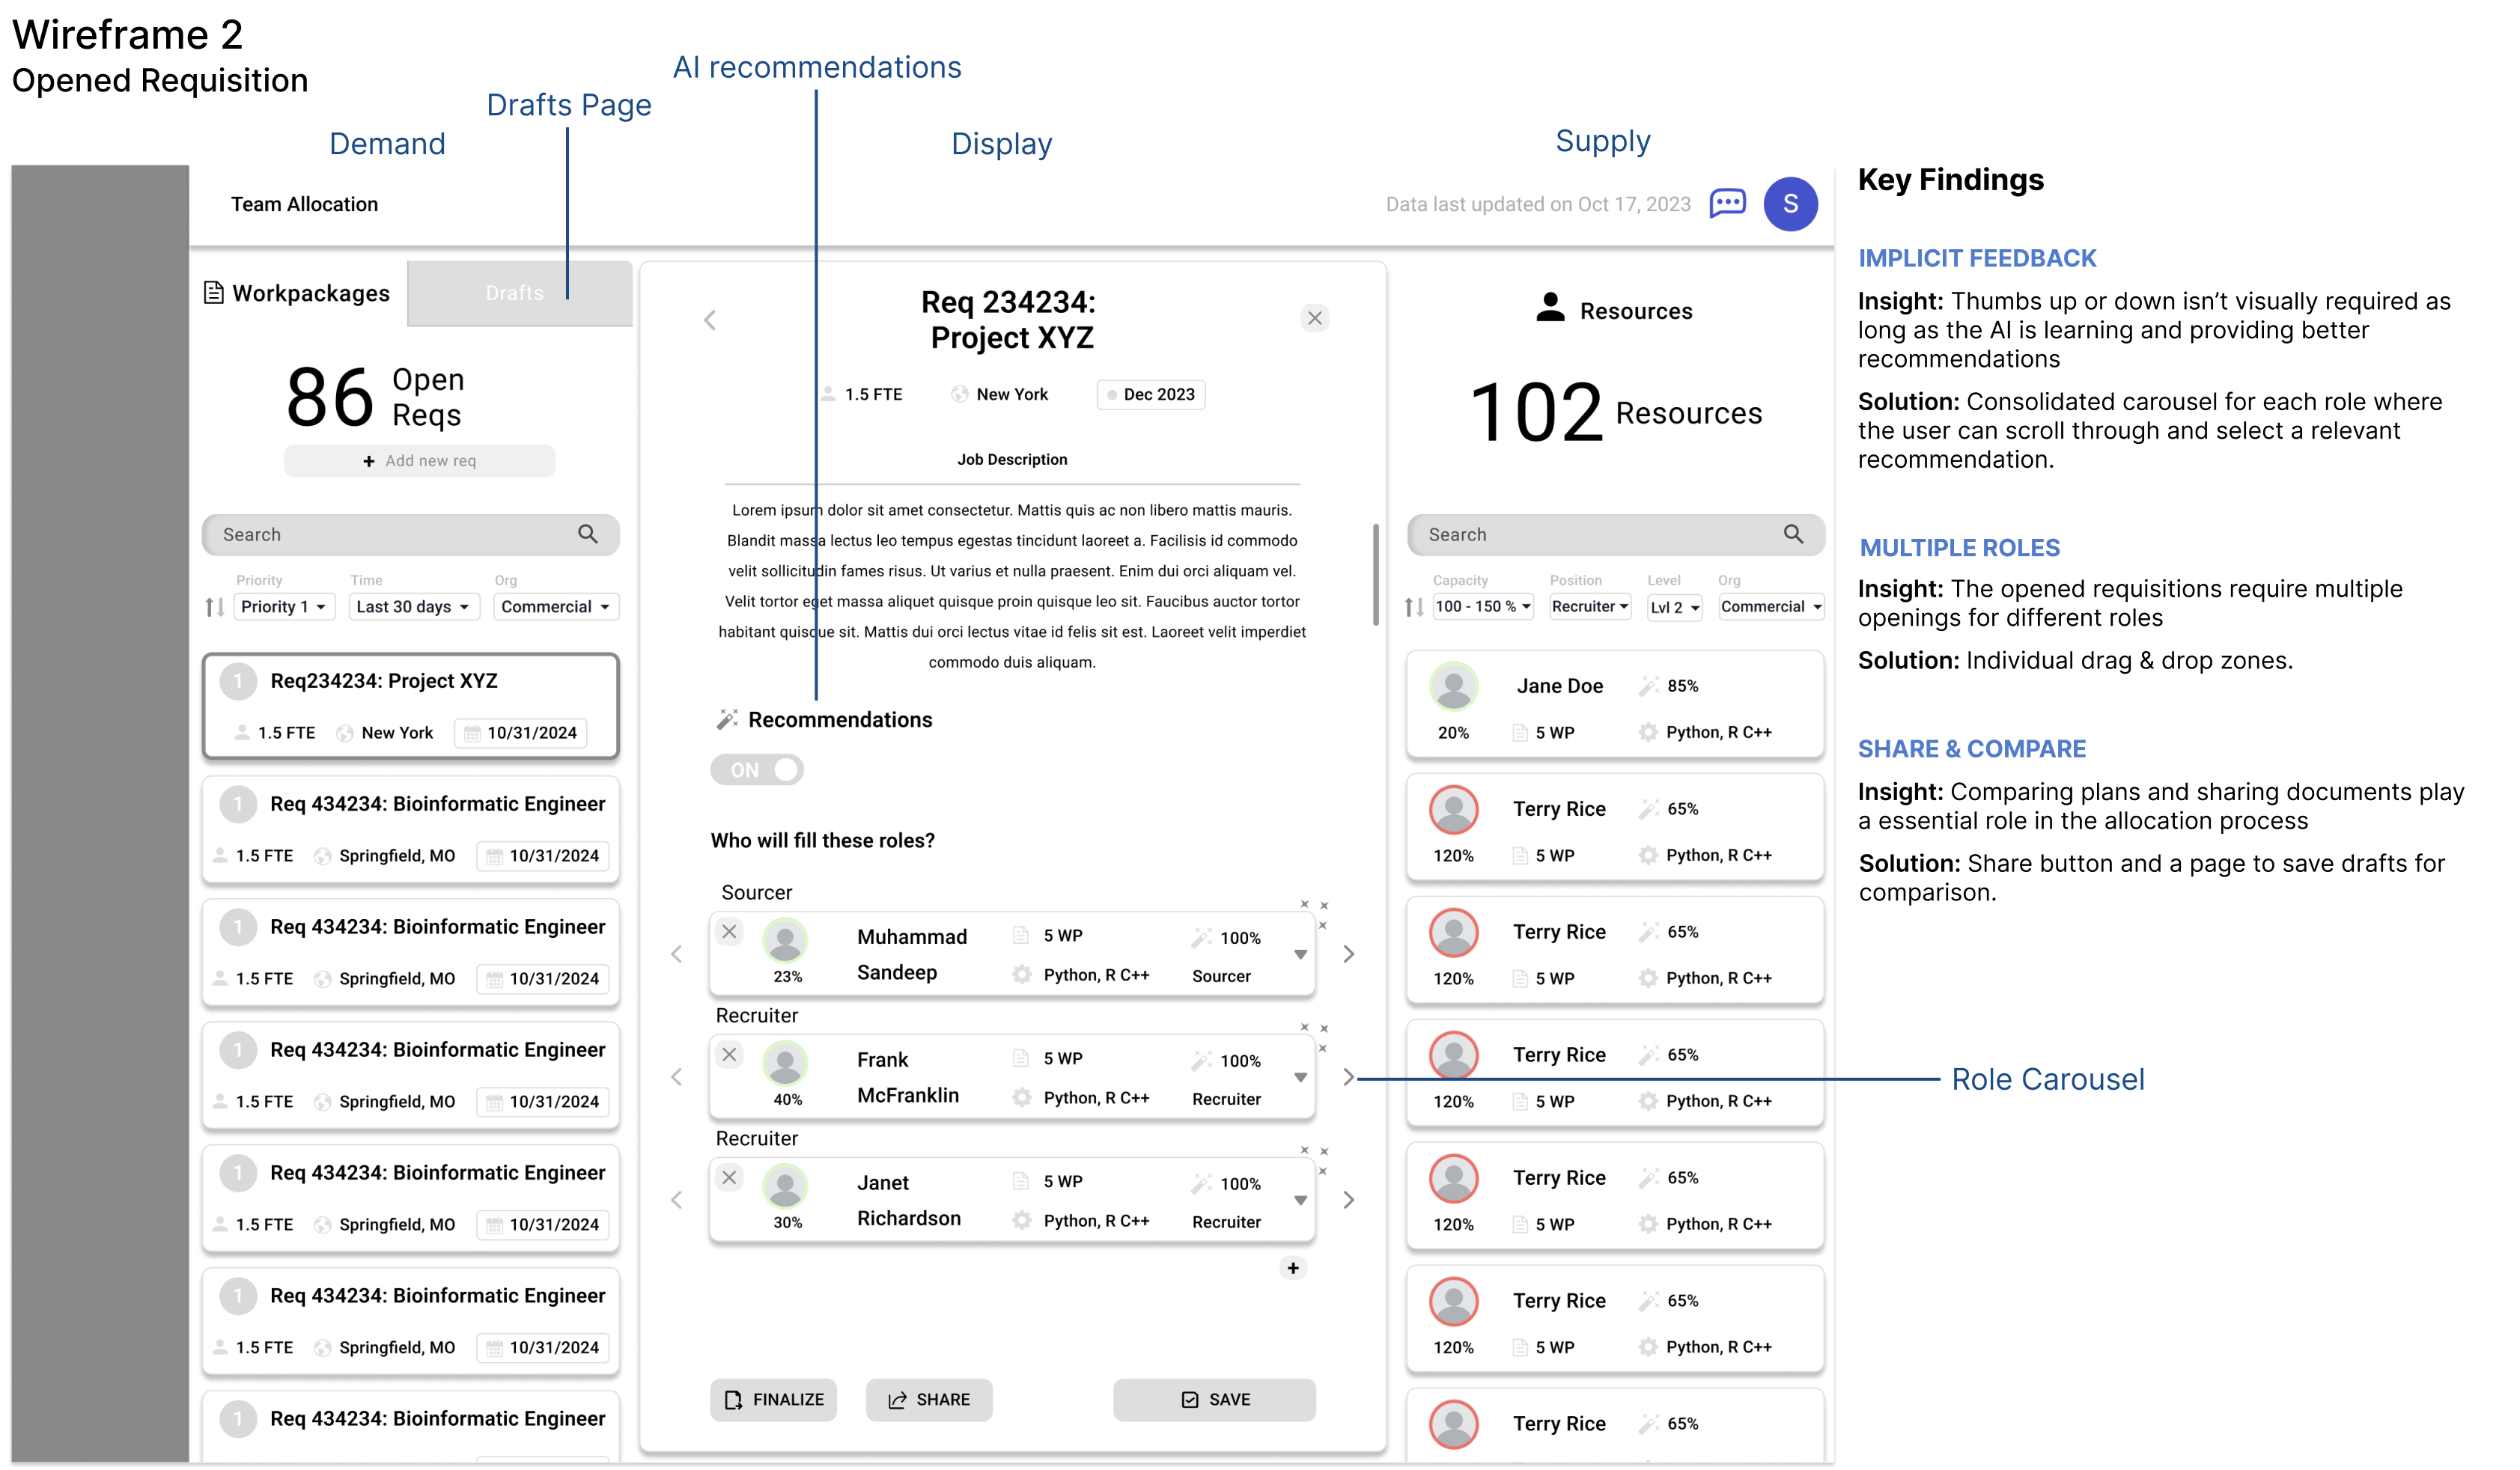 Wireframe 2
Opened Requisition
AI recommendations
Drafts Page
Demand
Display
Supply
Team Allocation
Data last updated on Oct 17, 2023
S
Workpackages
Drafts
86 Open Reqs
+ Add new req
Search
Priority Time Org
Priority 1 Last 30 days Commercial
1 Req234234: Project XYZ
1.5 FTE New York 10/31/2024
1 Req 434234: Bioinformatic Engineer
1.5 FTE Springfield, MO 10/31/2024
1 Req 434234: Bioinformatic Engineer
1.5 FTE Springfield, MO 10/31/2024
1 Req 434234: Bioinformatic Engineer
1.5 FTE Springfield, MO 10/31/2024
1 Req 434234: Bioinformatic Engineer
1.5 FTE Springfield, MO 10/31/2024
1 Req 434234: Bioinformatic Engineer
1.5 FTE Springfield, MO 10/31/2024
1 Req 434234: Bioinformatic Engineer
Req 234234:
Project XYZ
1.5 FTE New York Dec 2023
Job Description
Lorem ipsum dolor sit amet consectetur. Mattis quis ac non libero mattis mauris.
Blandit massa lectus leo tempus egestas tincidunt laoreet a. Facilisis id commodo
velit sollicitudin fames risus. Ut varius et nulla praesent. Enim dui orci aliquam vel.
Velit tortor eget massa aliquet quisque proin quisque leo sit. Faucibus auctor tortor
habitant quisque sit. Mattis dui orci lectus vitae id felis sit est. Laoreet velit imperdiet
commodo duis aliquam.
Recommendations
ON
Who will fill these roles?
Sourcer
Muhammad 5 WP 100%
Sandeep
23% Python, R C++ Sourcer
Recruiter
Frank 5 WP 100%
McFranklin
40% Python, R C++ Recruiter
Recruiter
Janet 5 WP 100%
Richardson
30% Python, R C++ Recruiter
+
FINALIZE SHARE SAVE
Resources
102 Resources
Search
Capacity Position Level Org
100 - 150 % Recruiter Lvl 2 Commercial
Jane Doe 85%
20% 5 WP Python, R C++
Terry Rice 65%
120% 5 WP Python, R C++
Terry Rice 65%
120% 5 WP Python, R C++
Terry Rice 65%
120% 5 WP Python, R C++
Terry Rice 65%
120% 5 WP Python, R C++
Terry Rice 65%
120% 5 WP Python, R C++
Terry Rice 65%
Key Findings
IMPLICIT FEEDBACK
Insight: Thumbs up or down isn’t visually required as
long as the AI is learning and providing better
recommendations
Solution: Consolidated carousel for each role where
the user can scroll through and select a relevant
recommendation.
MULTIPLE ROLES
Insight: The opened requisitions require multiple
openings for different roles
Solution: Individual drag & drop zones.
SHARE & COMPARE
Insight: Comparing plans and sharing documents play
a essential role in the allocation process
Solution: Share button and a page to save drafts for
comparison.
Role Carousel